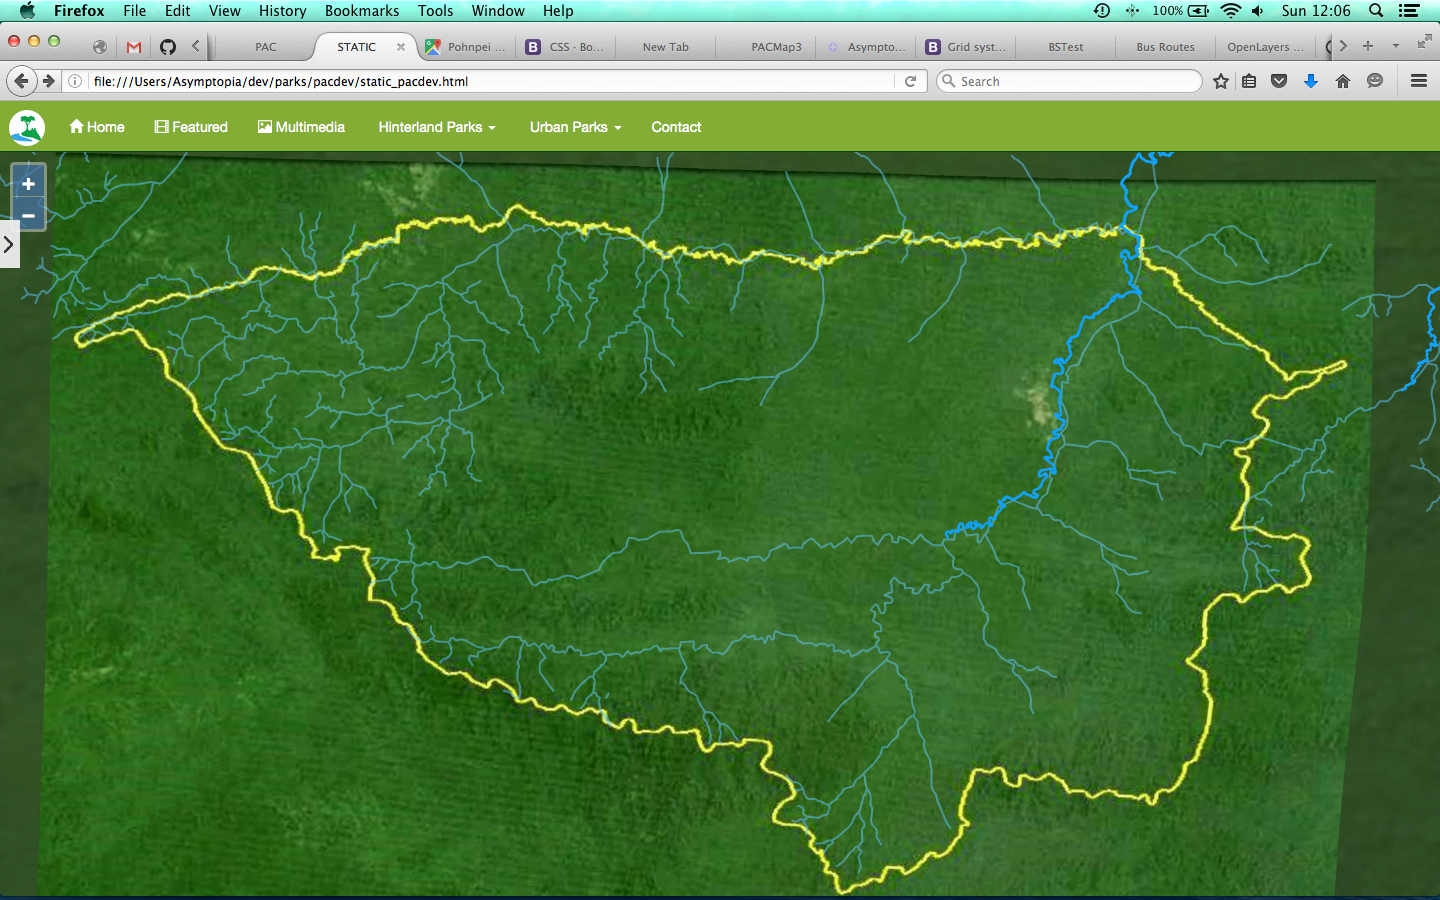 Firefox File Edit View History Bookmarks Tools Window Help 100% Sun 12:06
PAC STATIC Pohnpei ... CSS · Bo... New Tab PACMap3 Asympto... Grid syst... BSTest Bus Routes OpenLayers ...
file:///Users/Asymptopia/dev/parks/pacdev/static_pacdev.html Search
Home Featured Multimedia Hinterland Parks Urban Parks Contact
+
−